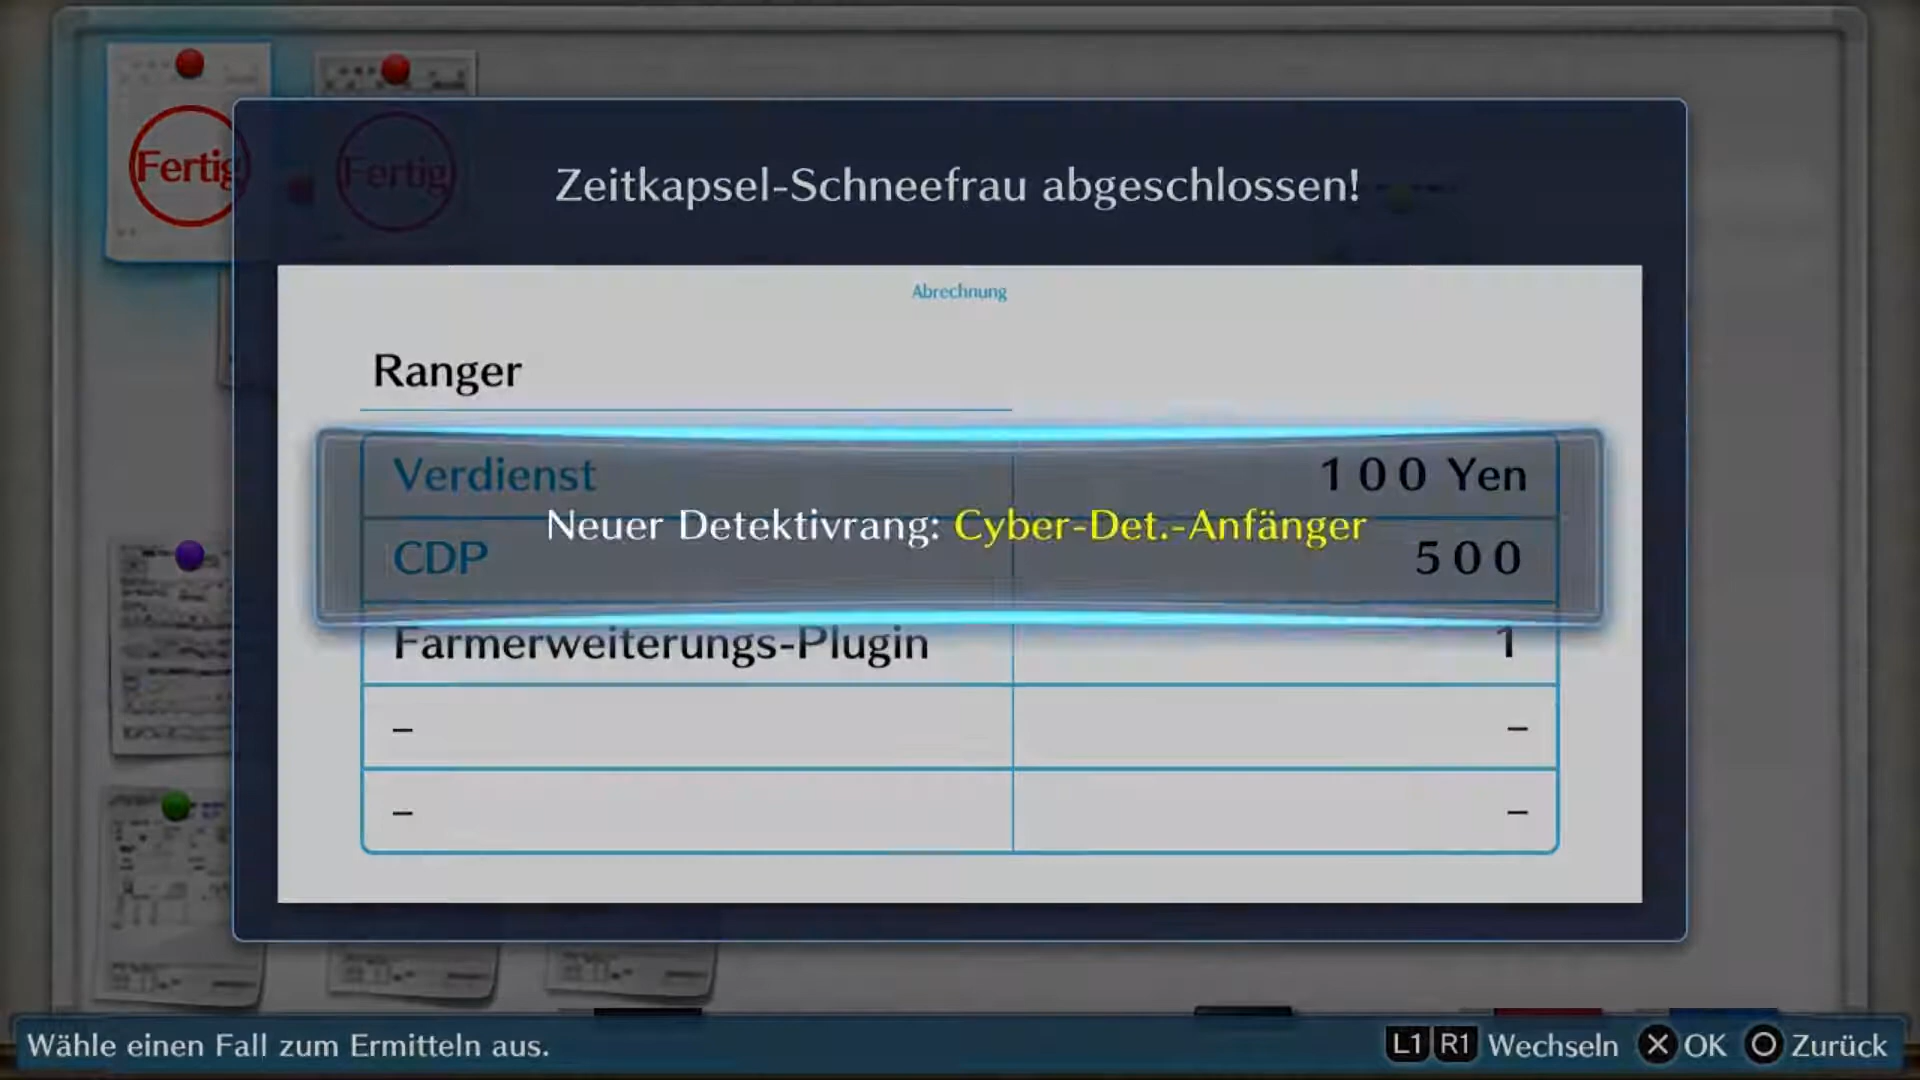 Fertig
Fertig
Zeitkapsel-Schneefrau abgeschlossen!
Abrechnung
Ranger
Verdienst 100 Yen
Neuer Detektivrang: Cyber-Det.-Anfänger
CDP 500
Farmerweiterungs-Plugin 1
– –
– –
Wähle einen Fall zum Ermitteln aus.
L1 R1 Wechseln OK Zurück